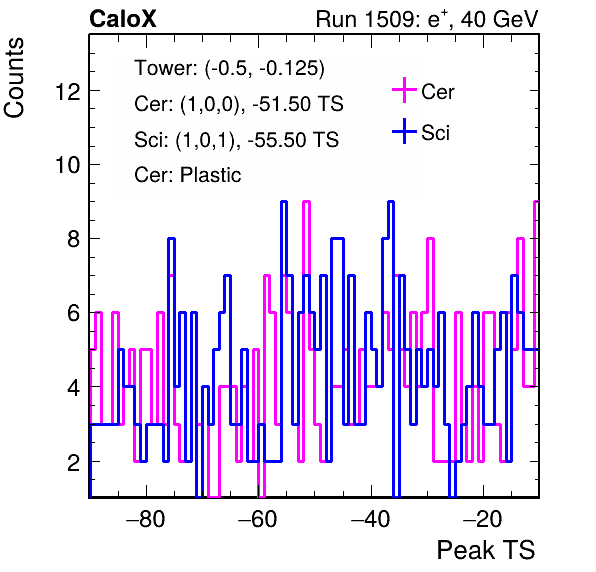 CaloX Run 1509: e⁺, 40 GeV
Counts
Tower: (-0.5, -0.125)
Cer: (1,0,0), -51.50 TS
Sci: (1,0,1), -55.50 TS
Cer: Plastic
Cer
Sci
12
10
8
6
4
2
−80 −60 −40 −20
Peak TS